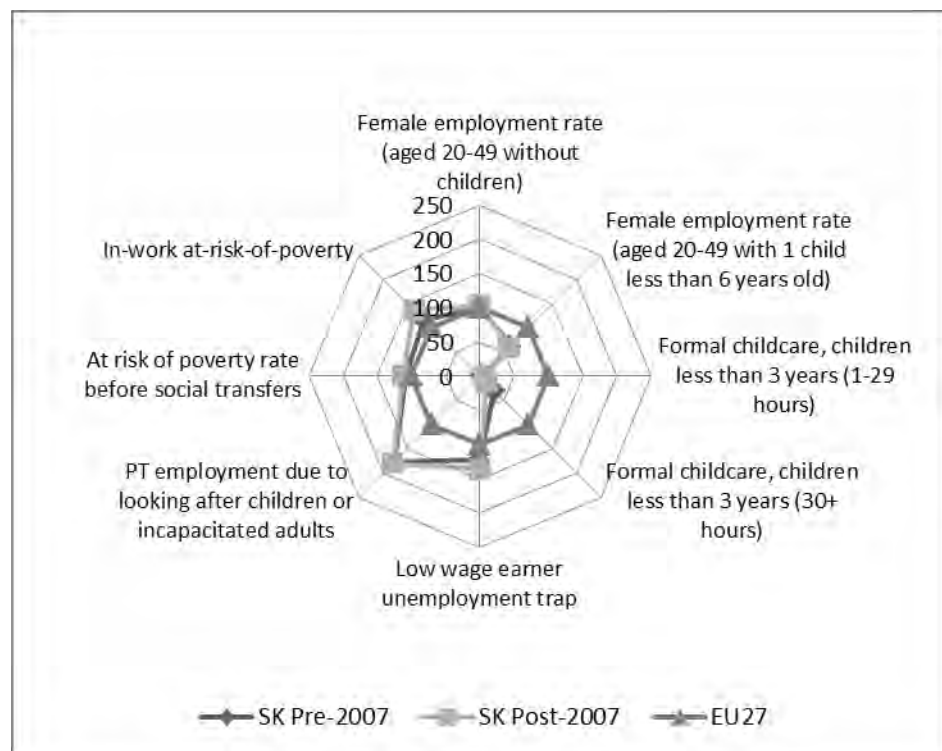 Female employment rate
(aged 20-49 without
children)
250
200
150
100
50
0
Female employment rate
(aged 20-49 with 1 child
less than 6 years old)
Formal childcare, children
less than 3 years (1-29
hours)
Formal childcare, children
less than 3 years (30+
hours)
Low wage earner
unemployment trap
PT employment due to
looking after children or
incapacitated adults
At risk of poverty rate
before social transfers
In-work at-risk-of-poverty
SK Pre-2007
SK Post-2007
EU27